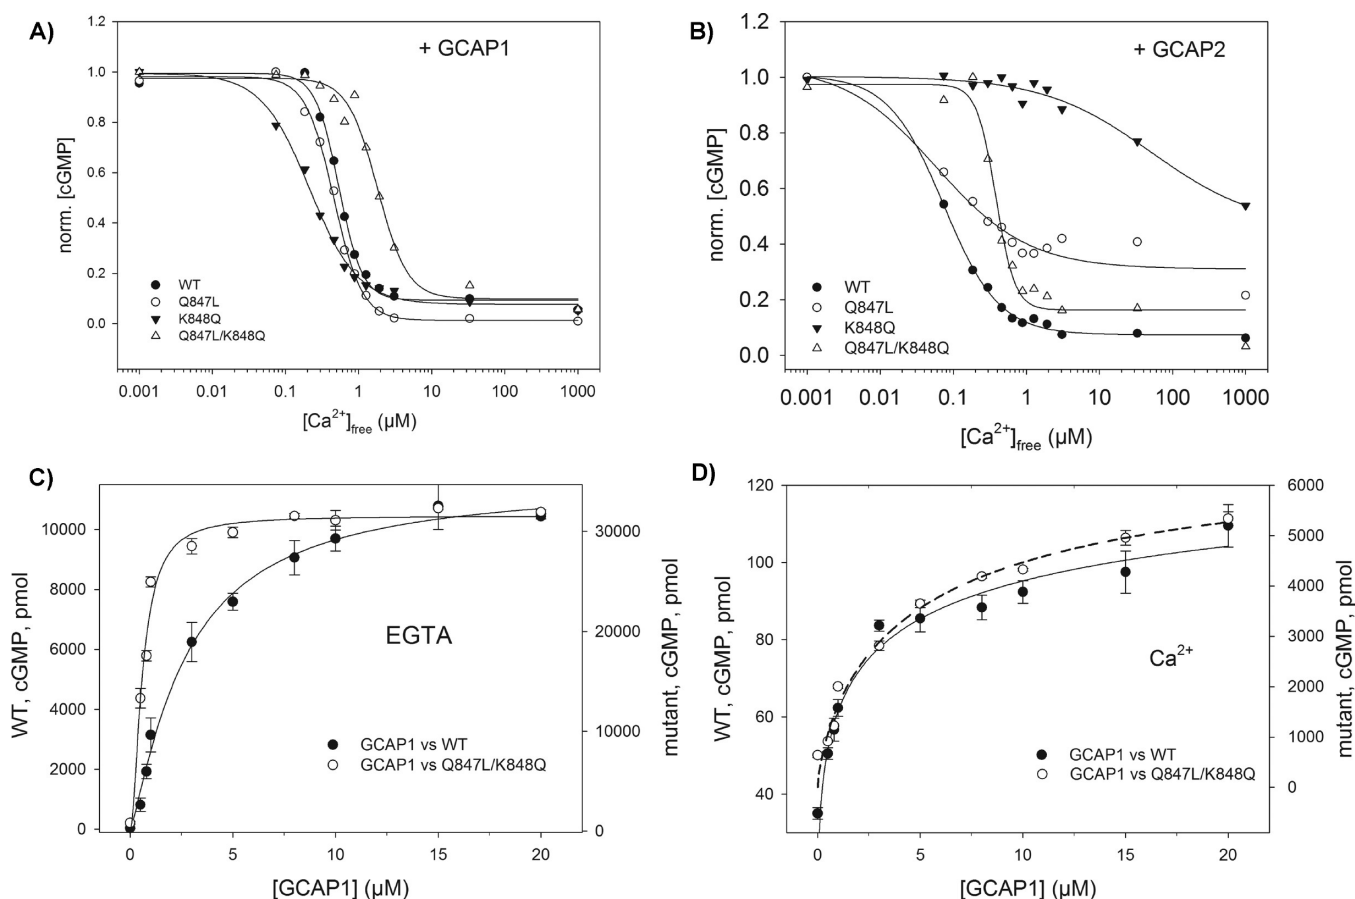 A)
+ GCAP1
norm. [cGMP]
1.2
1.0
0.8
0.6
0.4
0.2
0.0
WT
Q847L
K848Q
Q847L/K848Q
0.001 0.01 0.1 1 10 100 1000
[Ca2+]free (µM)
B)
+ GCAP2
norm. [cGMP]
1.2
1.0
0.8
0.6
0.4
0.2
0.0
WT
Q847L
K848Q
Q847L/K848Q
0.001 0.01 0.1 1 10 100 1000
[Ca2+]free (µM)
C)
WT, cGMP, pmol
10000
8000
6000
4000
2000
0
EGTA
GCAP1 vs WT
GCAP1 vs Q847L/K848Q
30000
20000
10000
0
mutant, cGMP, pmol
0 5 10 15 20
[GCAP1] (µM)
D)
WT, cGMP, pmol
120
100
80
60
40
Ca2+
GCAP1 vs WT
GCAP1 vs Q847L/K848Q
6000
5000
4000
3000
2000
1000
0
mutant, cGMP, pmol
0 5 10 15 20
[GCAP1] (µM)